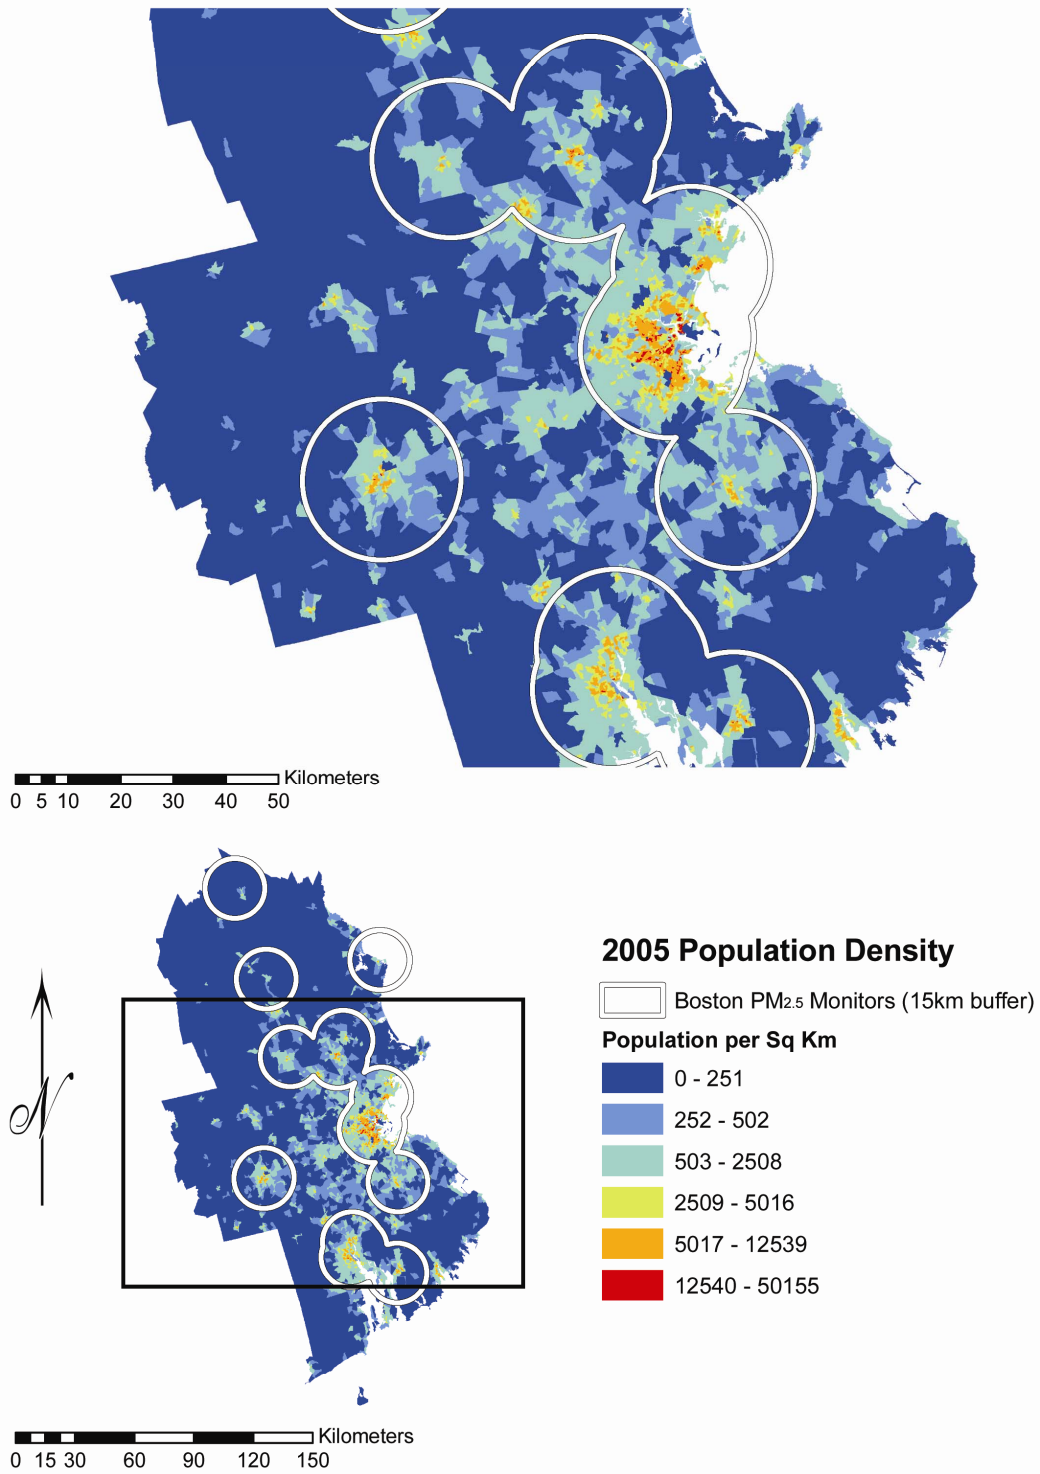 Kilometers
0 5 10 20 30 40 50
2005 Population Density
Boston PM2.5 Monitors (15km buffer)
Population per Sq Km
0 - 251
252 - 502
503 - 2508
2509 - 5016
5017 - 12539
12540 - 50155
N
Kilometers
0 15 30 60 90 120 150